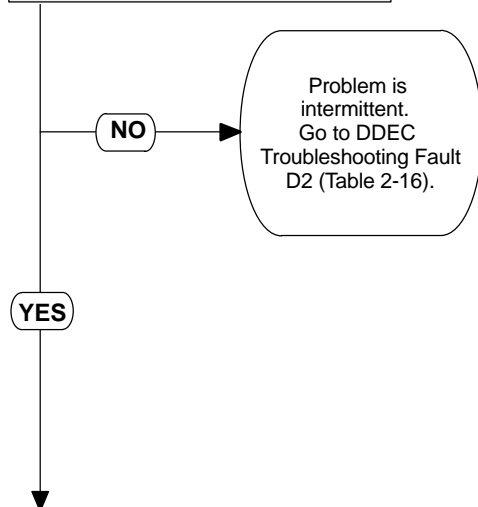 NO
Problem is
intermittent.
Go to DDEC
Troubleshooting Fault
D2 (Table 2-16).
YES